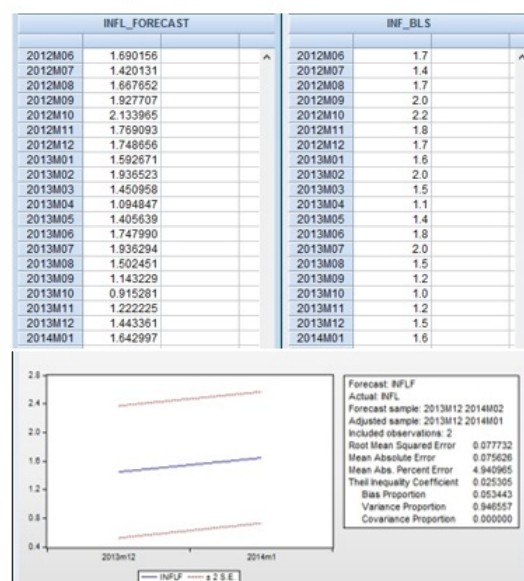 INFL_FORECAST
2012M06 1.690156
2012M07 1.420131
2012M08 1.667652
2012M09 1.927707
2012M10 2.133965
2012M11 1.769093
2012M12 1.748656
2013M01 1.592671
2013M02 1.936523
2013M03 1.450958
2013M04 1.094847
2013M05 1.405639
2013M06 1.747990
2013M07 1.936294
2013M08 1.502451
2013M09 1.143229
2013M10 0.915281
2013M11 1.222225
2013M12 1.443361
2014M01 1.642997
INF_BLS
2012M06 1.7
2012M07 1.4
2012M08 1.7
2012M09 2.0
2012M10 2.2
2012M11 1.8
2012M12 1.7
2013M01 1.6
2013M02 2.0
2013M03 1.5
2013M04 1.1
2013M05 1.4
2013M06 1.8
2013M07 2.0
2013M08 1.5
2013M09 1.2
2013M10 1.0
2013M11 1.2
2013M12 1.5
2014M01 1.6
2.8
2.4
2.0
1.6
1.2
0.8
0.4
2013m12 2014m1
INFLF ± 2 S.E.
Forecast: INFLF
Actual: INFL
Forecast sample: 2013M12 2014M02
Adjusted sample: 2013M12 2014M01
Included observations: 2
Root Mean Squared Error 0.077732
Mean Absolute Error 0.075626
Mean Abs. Percent Error 4.940965
Theil Inequality Coefficient 0.025305
Bias Proportion 0.053443
Variance Proportion 0.946557
Covariance Proportion 0.000000